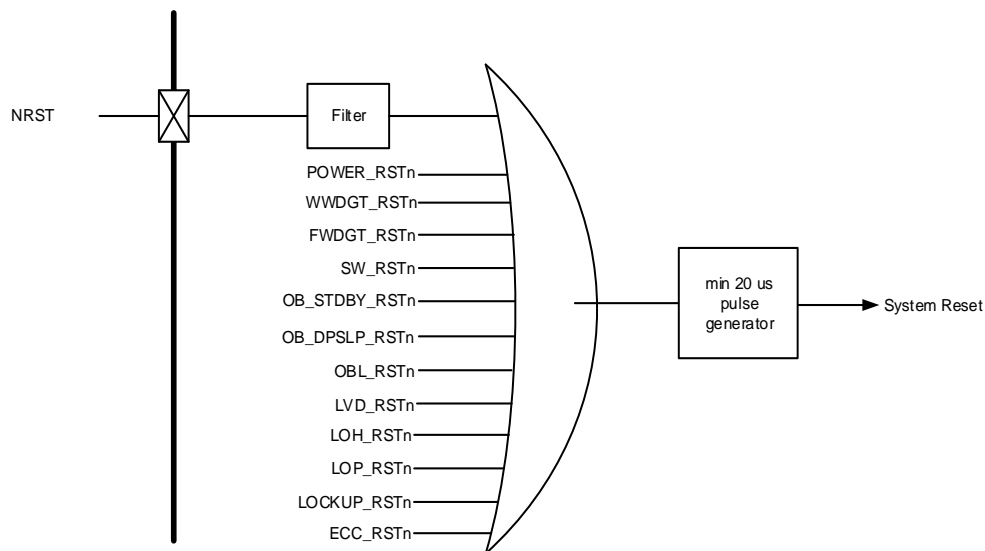 NRST
Filter
POWER_RSTn
WWDGT_RSTn
FWDGT_RSTn
SW_RSTn
OB_STDBY_RSTn
OB_DPSLP_RSTn
OBL_RSTn
LVD_RSTn
LOH_RSTn
LOP_RSTn
LOCKUP_RSTn
ECC_RSTn
min 20 us
pulse
generator
System Reset